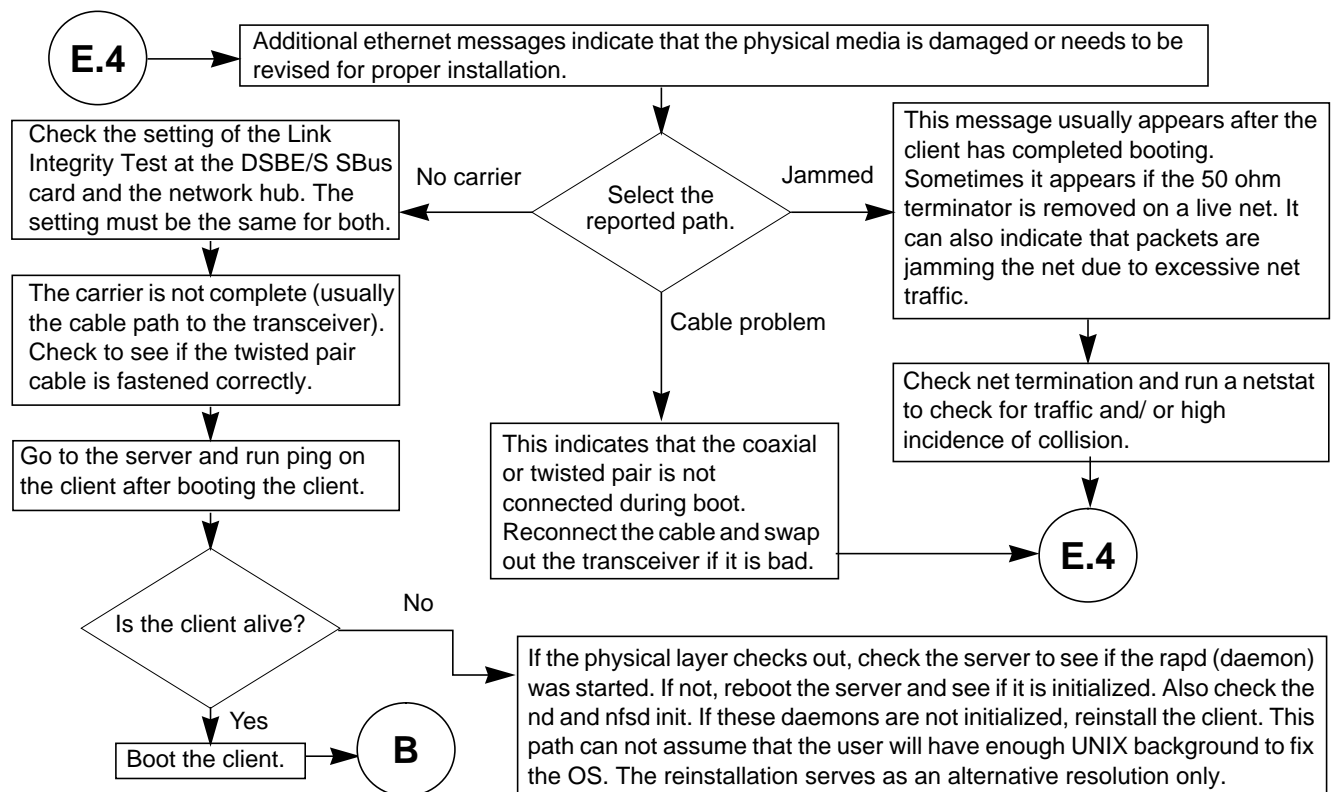 E.4
Additional ethernet messages indicate that the physical media is damaged or needs to be
revised for proper installation.
Check the setting of the Link
Integrity Test at the DSBE/S SBus
card and the network hub. The
setting must be the same for both.
No carrier
Select the
reported path.
Jammed
This message usually appears after the
client has completed booting.
Sometimes it appears if the 50 ohm
terminator is removed on a live net. It
can also indicate that packets are
jamming the net due to excessive net
traffic.
The carrier is not complete (usually
the cable path to the transceiver).
Check to see if the twisted pair
cable is fastened correctly.
Cable problem
Check net termination and run a netstat
to check for traffic and/ or high
incidence of collision.
Go to the server and run ping on
the client after booting the client.
This indicates that the coaxial
or twisted pair is not
connected during boot.
Reconnect the cable and swap
out the transceiver if it is bad.
E.4
Is the client alive?
No
If the physical layer checks out, check the server to see if the rapd (daemon)
was started. If not, reboot the server and see if it is initialized. Also check the
nd and nfsd init. If these daemons are not initialized, reinstall the client. This
path can not assume that the user will have enough UNIX background to fix
the OS. The reinstallation serves as an alternative resolution only.
Yes
Boot the client.
B